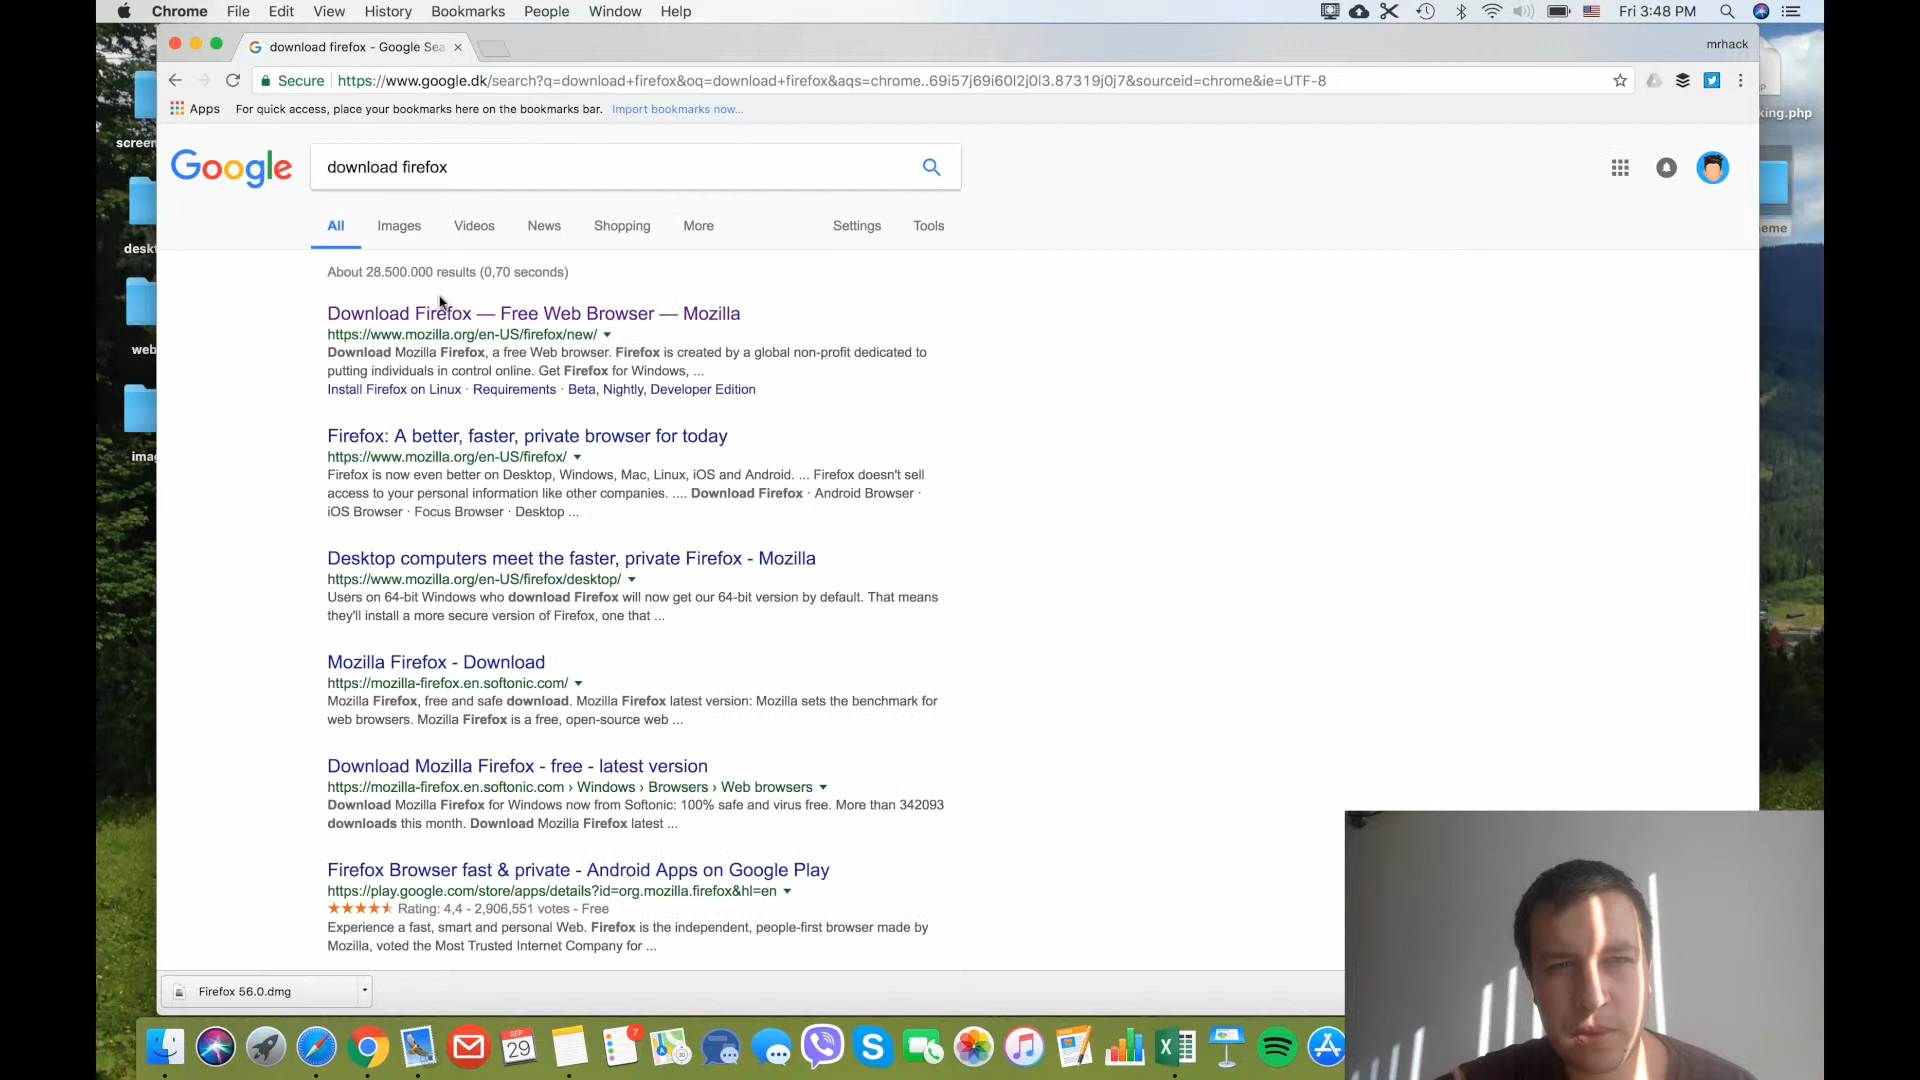 Chrome File Edit View History Bookmarks People Window Help Fri 3:48 PM
download firefox - Google Sea mrhack
Secure https://www.google.dk/search?q=download+firefox&oq=download+firefox&aqs=chrome..69i57j69i60l2j0l3.87319j0j7&sourceid=chrome&ie=UTF-8
Apps For quick access, place your bookmarks here on the bookmarks bar. Import bookmarks now...
king.php
screen
Google download firefox
deskt
eme
All Images Videos News Shopping More Settings Tools
About 28.500.000 results (0,70 seconds)
Download Firefox — Free Web Browser — Mozilla
https://www.mozilla.org/en-US/firefox/new/
web
Download Mozilla Firefox, a free Web browser. Firefox is created by a global non-profit dedicated to
putting individuals in control online. Get Firefox for Windows, ...
Install Firefox on Linux · Requirements · Beta, Nightly, Developer Edition
Firefox: A better, faster, private browser for today
https://www.mozilla.org/en-US/firefox/
imag
Firefox is now even better on Desktop, Windows, Mac, Linux, iOS and Android. ... Firefox doesn't sell
access to your personal information like other companies. .... Download Firefox · Android Browser ·
iOS Browser · Focus Browser · Desktop ...
Desktop computers meet the faster, private Firefox - Mozilla
https://www.mozilla.org/en-US/firefox/desktop/
Users on 64-bit Windows who download Firefox will now get our 64-bit version by default. That means
they'll install a more secure version of Firefox, one that ...
Mozilla Firefox - Download
https://mozilla-firefox.en.softonic.com/
Mozilla Firefox, free and safe download. Mozilla Firefox latest version: Mozilla sets the benchmark for
web browsers. Mozilla Firefox is a free, open-source web ...
Download Mozilla Firefox - free - latest version
https://mozilla-firefox.en.softonic.com › Windows › Browsers › Web browsers
Download Mozilla Firefox for Windows now from Softonic: 100% safe and virus free. More than 342093
downloads this month. Download Mozilla Firefox latest ...
Firefox Browser fast & private - Android Apps on Google Play
https://play.google.com/store/apps/details?id=org.mozilla.firefox&hl=en
Rating: 4,4 - 2,906,551 votes - Free
Experience a fast, smart and personal Web. Firefox is the independent, people-first browser made by
Mozilla, voted the Most Trusted Internet Company for ...
Firefox 56.0.dmg
SEP
29
7